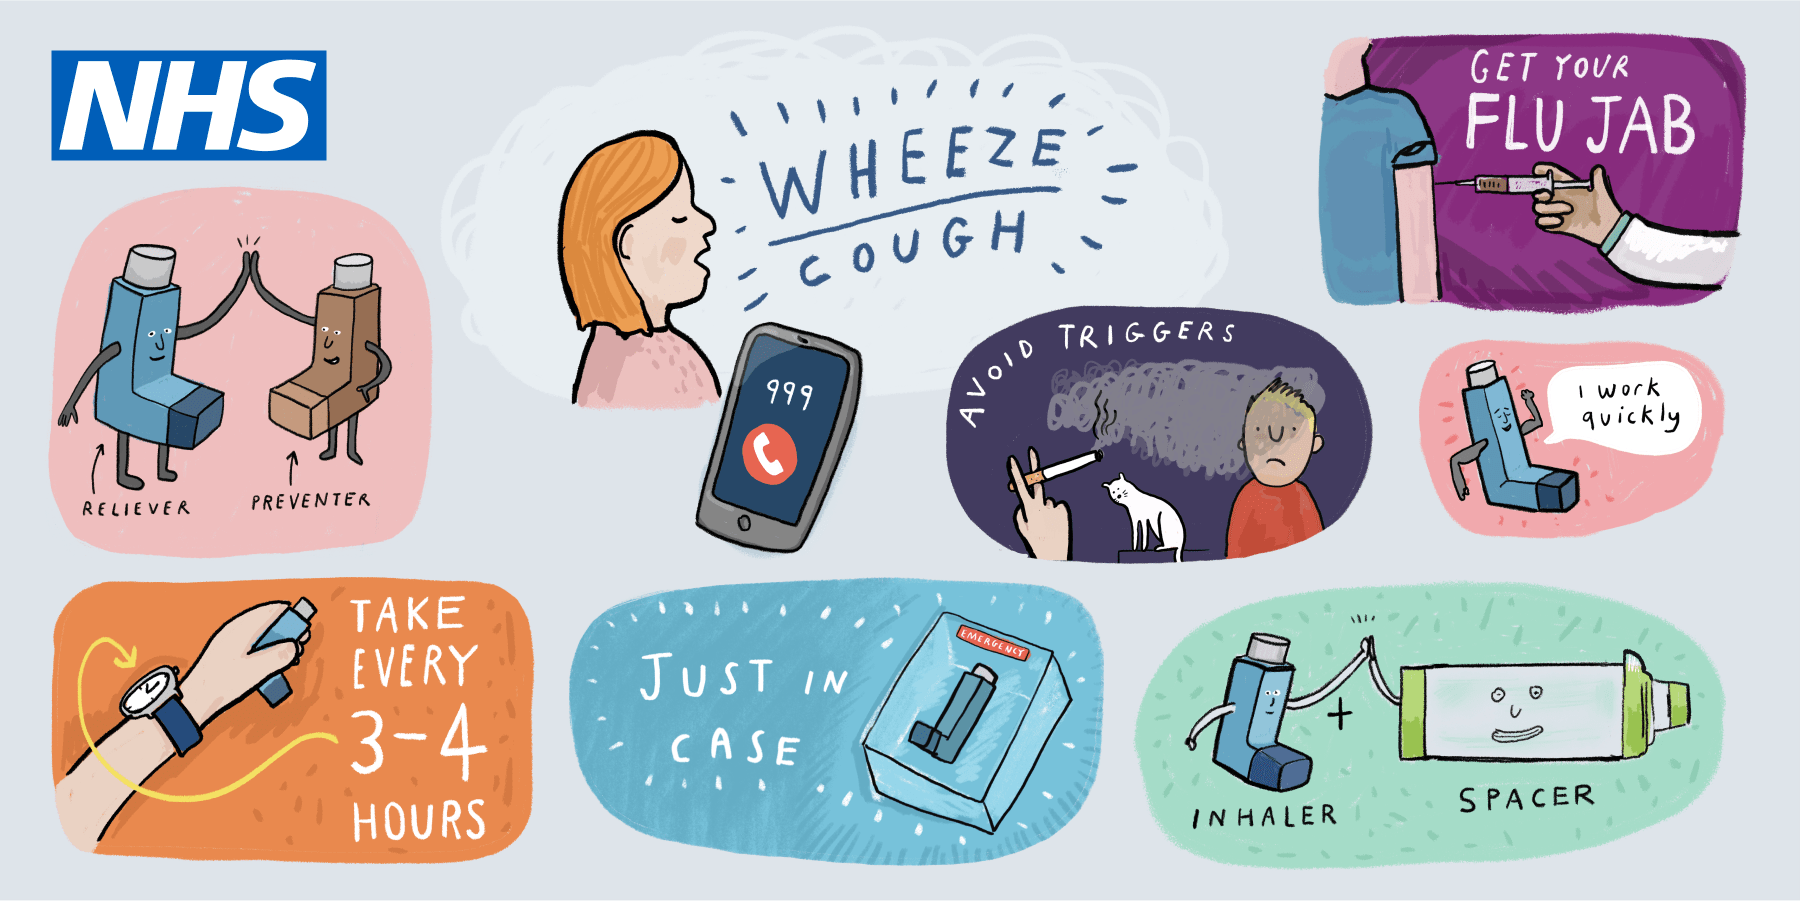 NHS
WHEEZE
COUGH
GET YOUR
FLU JAB
RELIEVER
PREVENTER
999
AVOID TRIGGERS
I work
quickly
TAKE
EVERY
3-4
HOURS
JUST IN
CASE
EMERGENCY
INHALER
+
SPACER